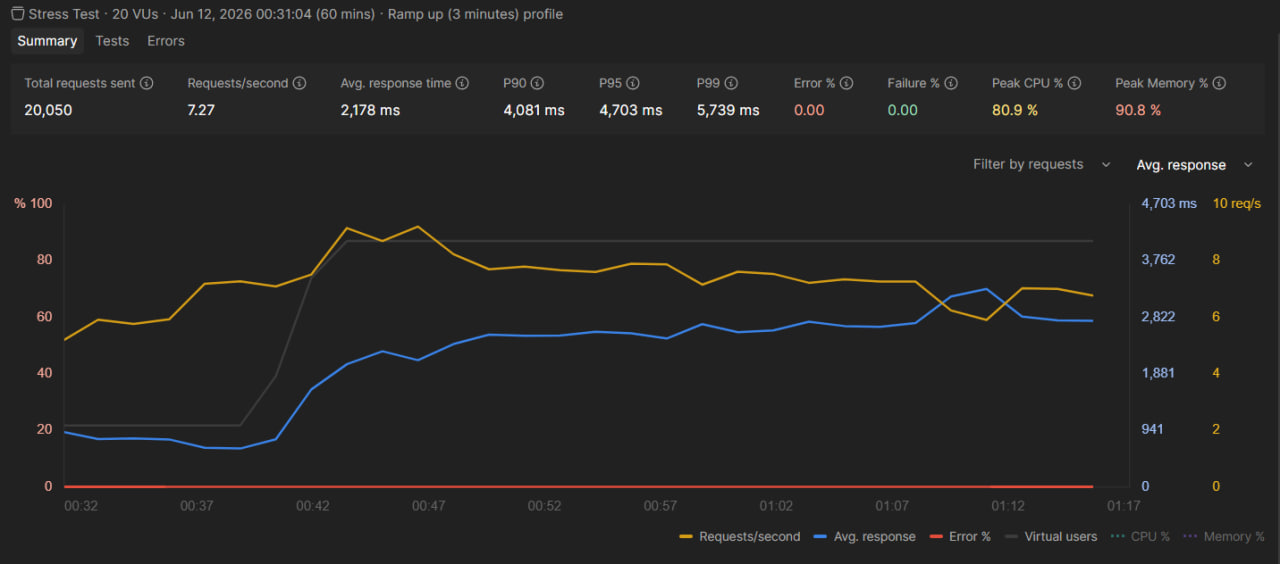 Stress Test · 20 VUs · Jun 12, 2026 00:31:04 (60 mins) · Ramp up (3 minutes) profile
Summary Tests Errors
Total requests sent Requests/second Avg. response time P90 P95 P99 Error % Failure % Peak CPU % Peak Memory %
20,050 7.27 2,178 ms 4,081 ms 4,703 ms 5,739 ms 0.00 0.00 80.9 % 90.8 %
Filter by requests Avg. response
% 100 4,703 ms 10 req/s
80 3,762 8
60 2,822 6
40 1,881 4
20 941 2
0 0 0
00:32 00:37 00:42 00:47 00:52 00:57 01:02 01:07 01:12 01:17
Requests/second Avg. response Error % Virtual users CPU % Memory %